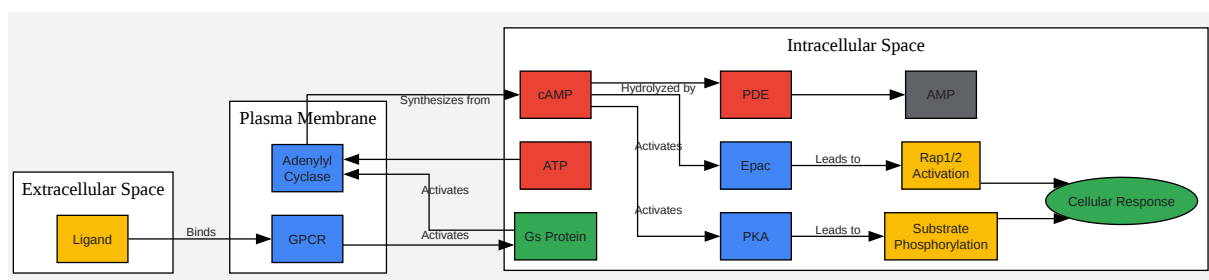 Intracellular Space
cAMP
Hydrolyzed by
PDE
AMP
Synthesizes from
Plasma Membrane
Adenylyl
Cyclase
Activates
ATP
Epac
Leads to
Rap1/2
Activation
Extracellular Space
Activates
Cellular Response
Ligand
Binds
GPCR
Activates
Gs Protein
Activates
PKA
Leads to
Substrate
Phosphorylation